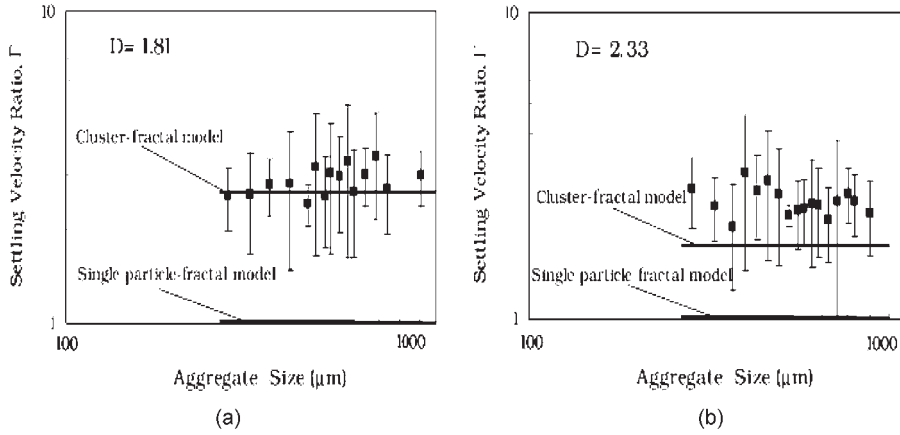 10
D= 1.81
Settling Velocity Ratio, Γ
Cluster-fractal model
Single particle-fractal model
1
100
1000
Aggregate Size (μm)
(a)
10
D = 2.33
Settling Velocity Ratio, Γ
Cluster-fractal model
Single particle fractal model
1
100
1000
Aggregate Size (μm)
(b)